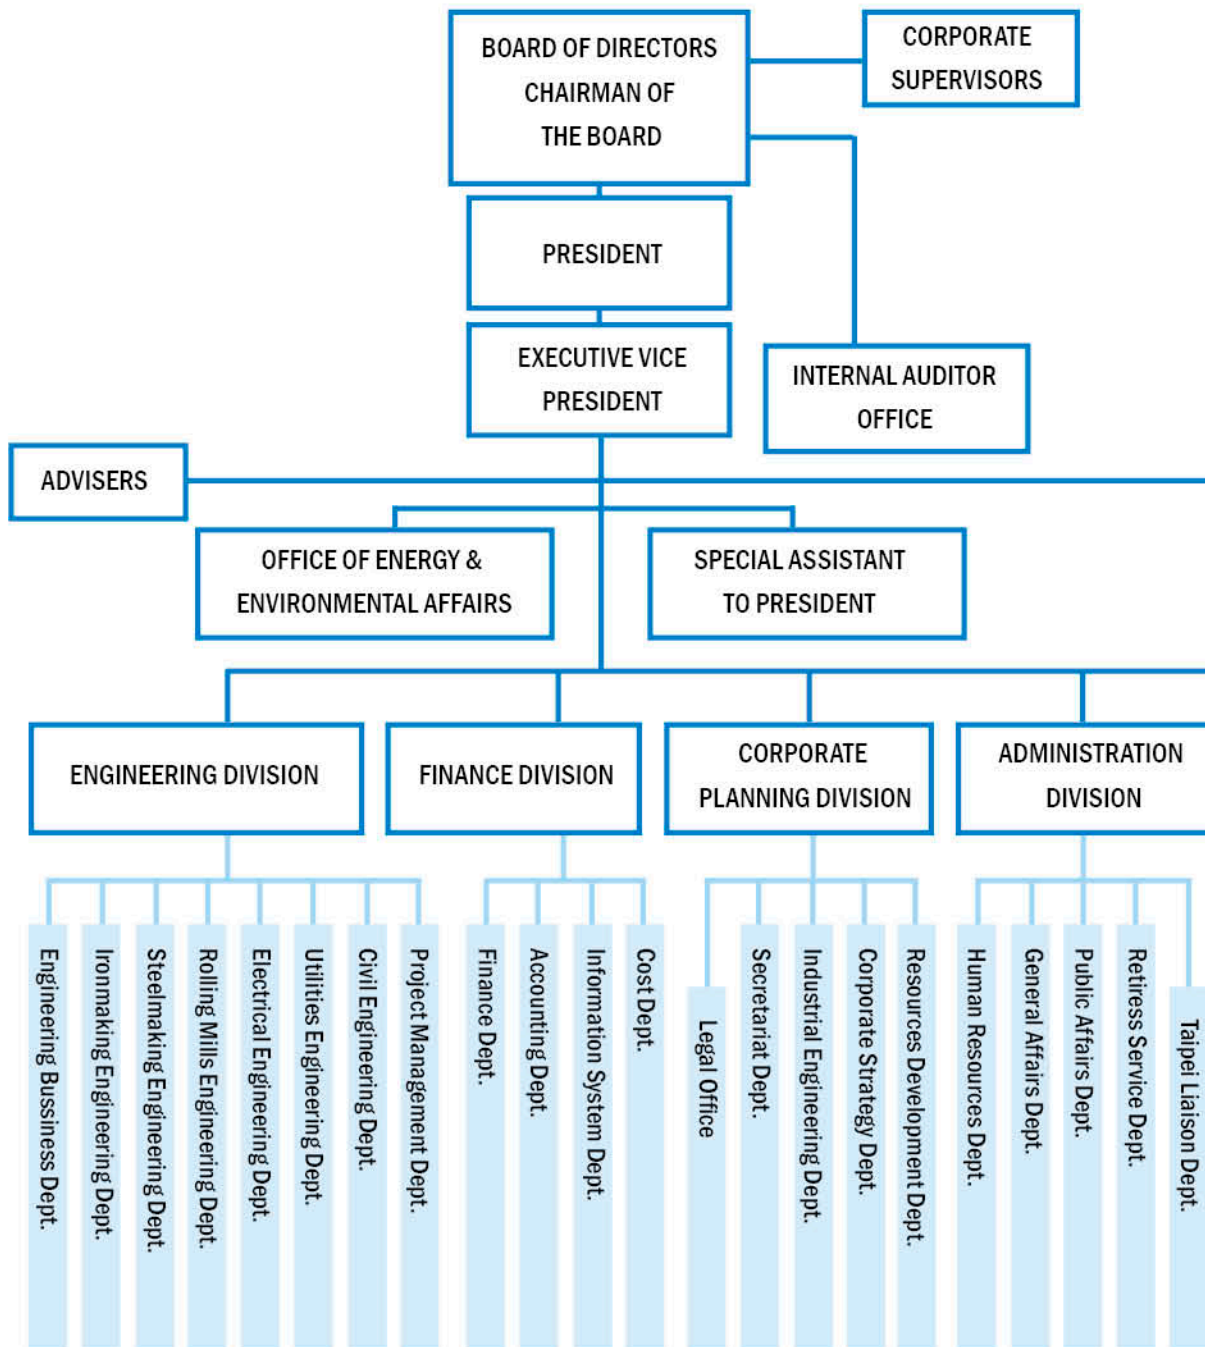 BOARD OF DIRECTORS
CHAIRMAN OF
THE BOARD
CORPORATE
SUPERVISORS
PRESIDENT
EXECUTIVE VICE
PRESIDENT
INTERNAL AUDITOR
OFFICE
ADVISERS
OFFICE OF ENERGY &
ENVIRONMENTAL AFFAIRS
SPECIAL ASSISTANT
TO PRESIDENT
ENGINEERING DIVISION
FINANCE DIVISION
CORPORATE
PLANNING DIVISION
ADMINISTRATION
DIVISION
Engineering Bussiness Dept.
Ironmaking Engineering Dept.
Steelmaking Engineering Dept.
Rolling Mills Engineering Dept.
Electrical Engineering Dept.
Utilities Engineering Dept.
Civil Engineering Dept.
Project Management Dept.
Finance Dept.
Accounting Dept.
Information System Dept.
Cost Dept.
Legal Office
Secretariat Dept.
Industrial Engineering Dept.
Corporate Strategy Dept.
Resources Development Dept.
Human Resources Dept.
General Affairs Dept.
Public Affairs Dept.
Retiress Service Dept.
Taipei Liaison Dept.